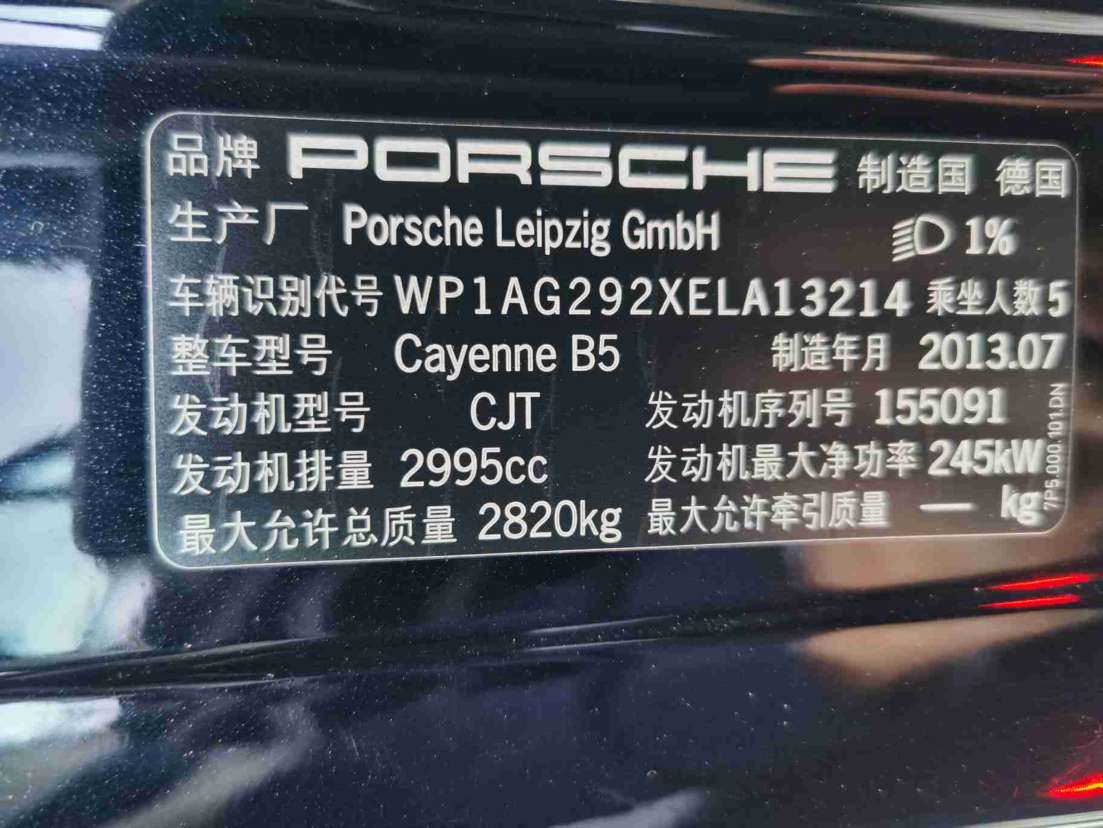 品牌 PORSCHE 制造国 德国
生产厂 Porsche Leipzig GmbH 1%
车辆识别代号 WP1AG292XELA13214 乘坐人数 5
整车型号 Cayenne B5 制造年月 2013.07
发动机型号 CJT 发动机序列号 155091
发动机排量 2995cc 发动机最大净功率 245kW
最大允许总质量 2820kg 最大允许牵引质量 — kg
7P5.000.101.DN